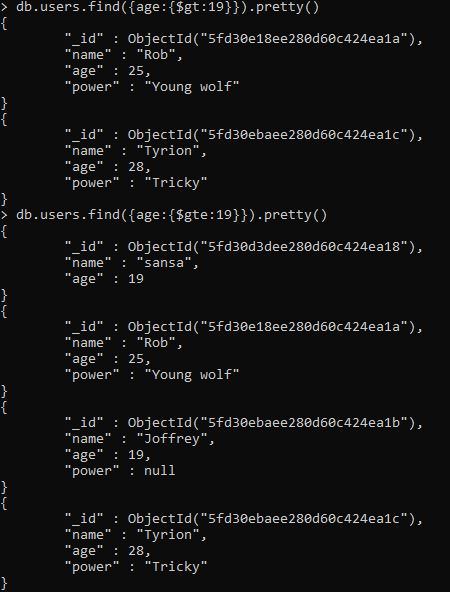 > db.users.find({age:{$gt:19}}).pretty()
{
        "_id" : ObjectId("5fd30e18ee280d60c424ea1a"),
        "name" : "Rob",
        "age" : 25,
        "power" : "Young wolf"
}
{
        "_id" : ObjectId("5fd30ebaee280d60c424ea1c"),
        "name" : "Tyrion",
        "age" : 28,
        "power" : "Tricky"
}
> db.users.find({age:{$gte:19}}).pretty()
{
        "_id" : ObjectId("5fd30d3dee280d60c424ea18"),
        "name" : "sansa",
        "age" : 19
}
{
        "_id" : ObjectId("5fd30e18ee280d60c424ea1a"),
        "name" : "Rob",
        "age" : 25,
        "power" : "Young wolf"
}
{
        "_id" : ObjectId("5fd30ebaee280d60c424ea1b"),
        "name" : "Joffrey",
        "age" : 19,
        "power" : null
}
{
        "_id" : ObjectId("5fd30ebaee280d60c424ea1c"),
        "name" : "Tyrion",
        "age" : 28,
        "power" : "Tricky"
}